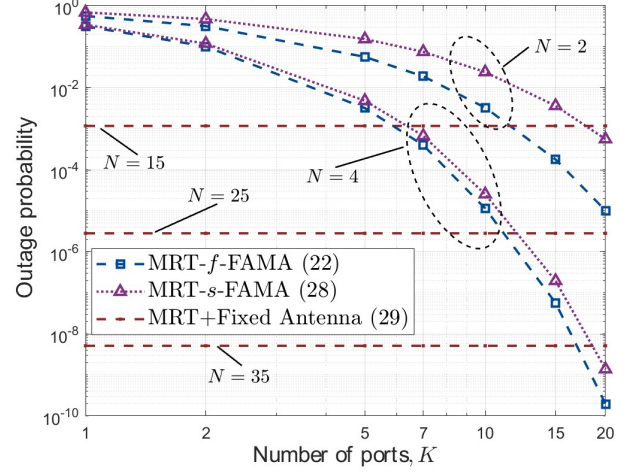 10^0
10^-2
10^-4
10^-6
10^-8
10^-10
Outage probability
N = 2
N = 15
N = 4
N = 25
MRT-f-FAMA (22)
MRT-s-FAMA (28)
MRT+Fixed Antenna (29)
N = 35
1 2 5 7 10 15 20
Number of ports, K